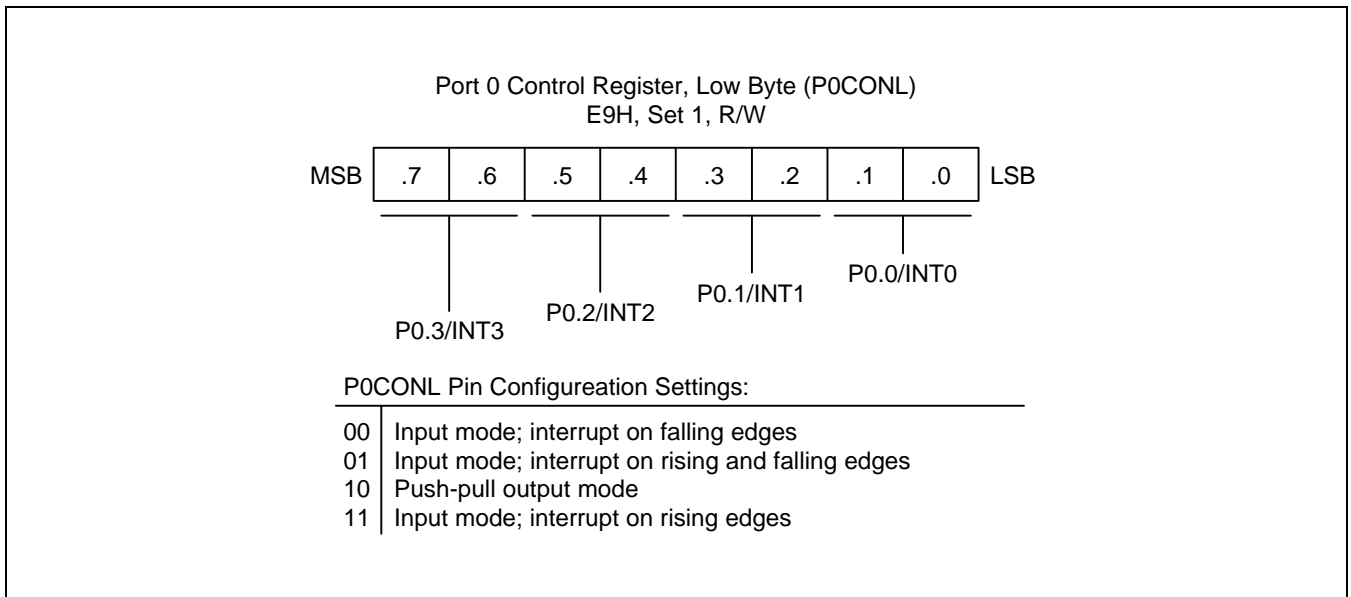 Port 0 Control Register, Low Byte (P0CONL)
E9H, Set 1, R/W
MSB .7 .6 .5 .4 .3 .2 .1 .0 LSB
P0.0/INT0
P0.1/INT1
P0.2/INT2
P0.3/INT3
P0CONL Pin Configureation Settings:
00 Input mode; interrupt on falling edges
01 Input mode; interrupt on rising and falling edges
10 Push-pull output mode
11 Input mode; interrupt on rising edges